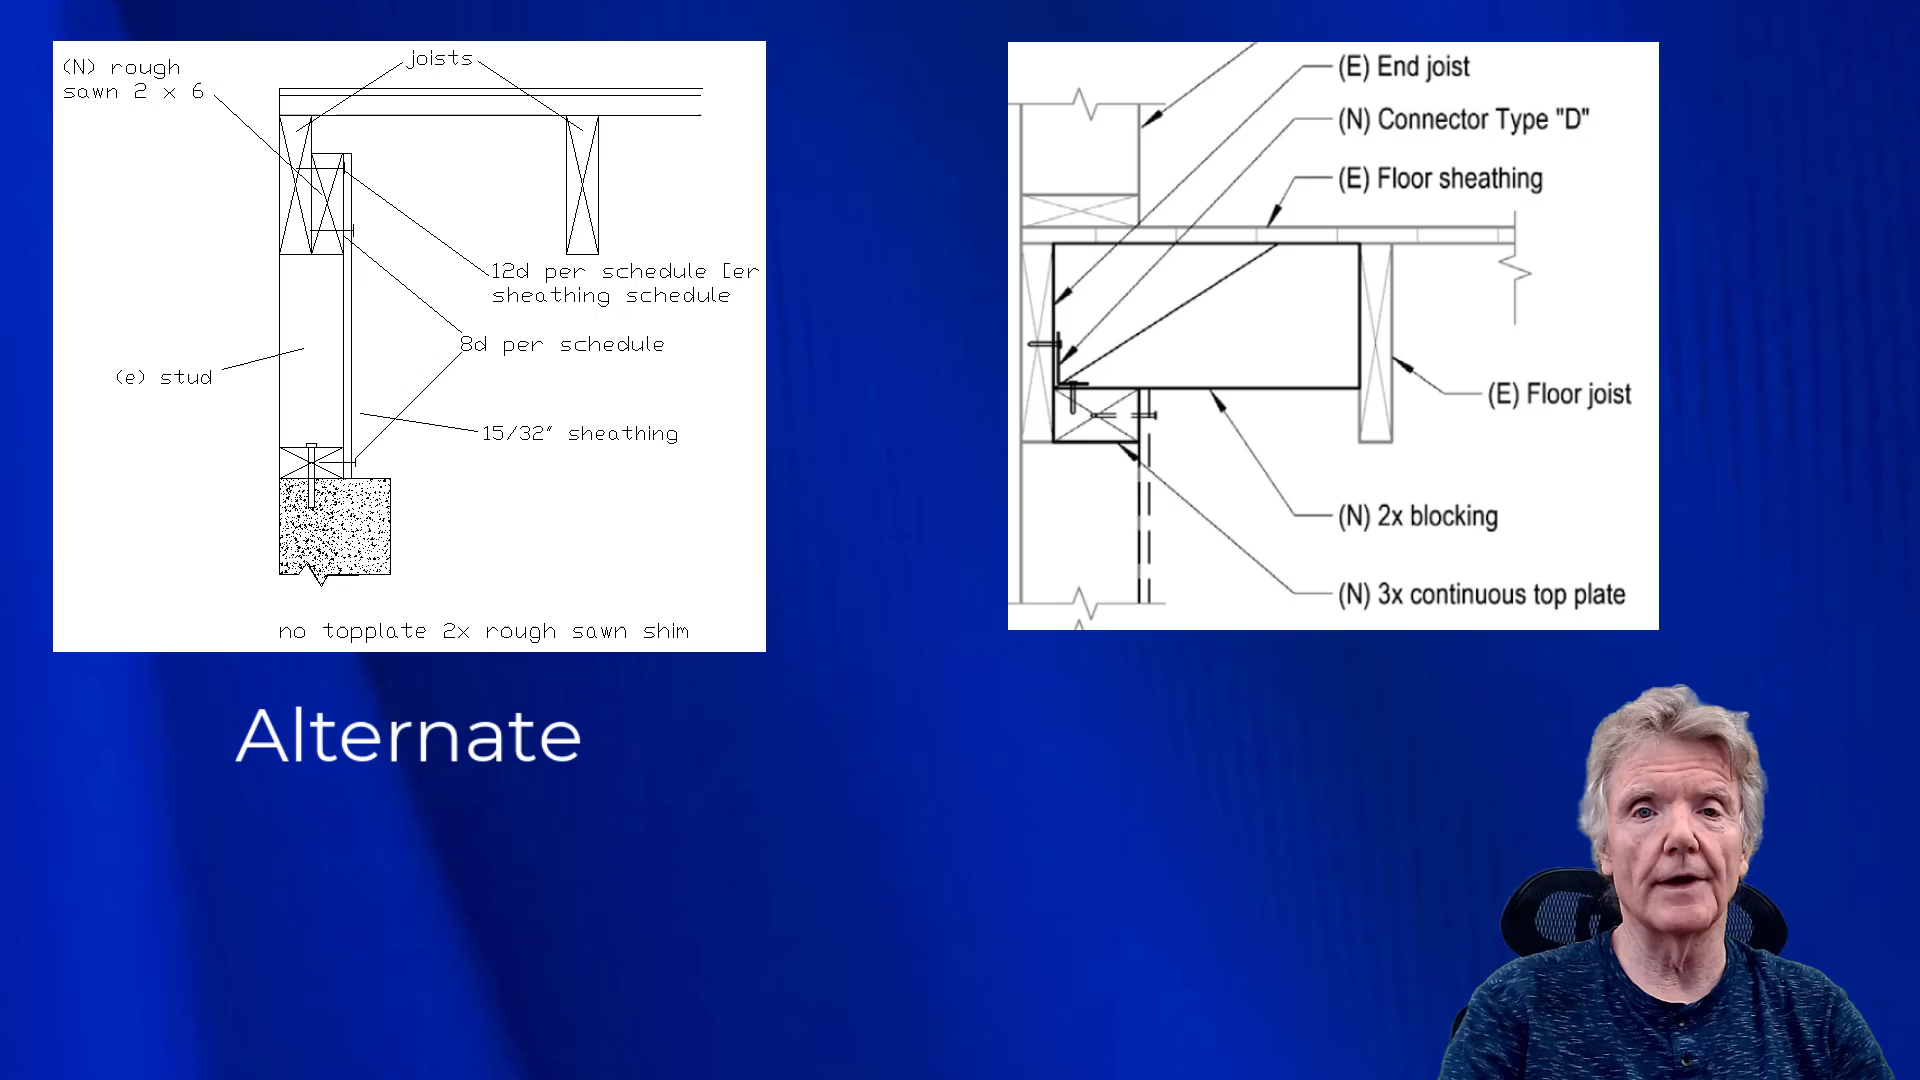 (N) rough
sawn 2 x 6
joists
12d per schedule [er
sheathing schedule
8d per schedule
(e) stud
15/32" sheathing
no topplate 2x rough sawn shim
Alternate
(E) End joist
(N) Connector Type "D"
(E) Floor sheathing
(E) Floor joist
(N) 2x blocking
(N) 3x continuous top plate